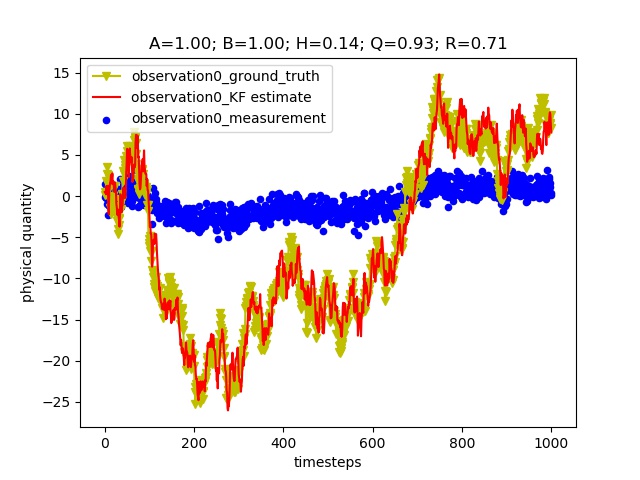 A=1.00; B=1.00; H=0.14; Q=0.93; R=0.71
observation0_ground_truth
observation0_KF estimate
observation0_measurement
15
10
5
0
−5
−10
−15
−20
−25
physical quantity
0 200 400 600 800 1000
timesteps